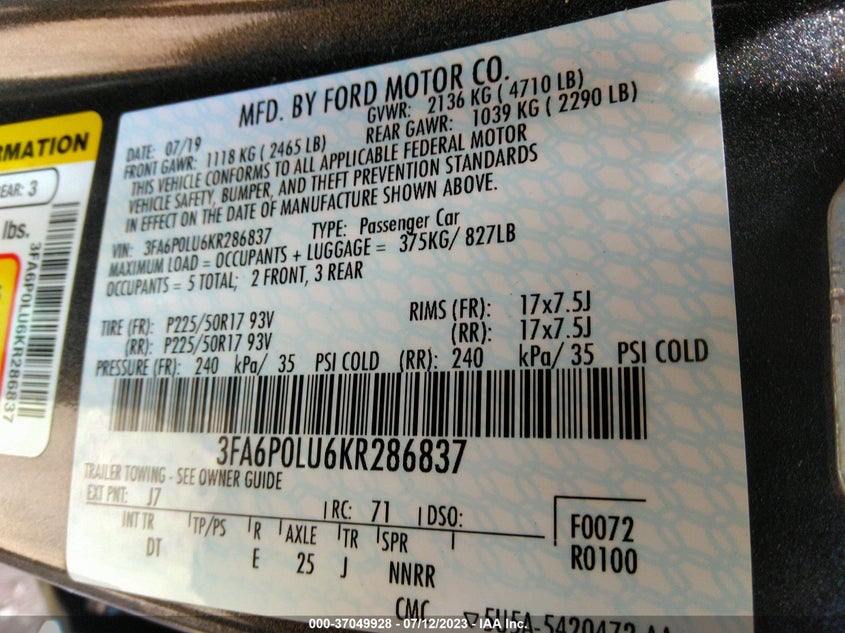 MFD. BY FORD MOTOR CO.
DATE: 07/19 GVWR: 2136 KG ( 4710 LB)
FRONT GAWR: 1118 KG ( 2465 LB) REAR GAWR: 1039 KG ( 2290 LB)
THIS VEHICLE CONFORMS TO ALL APPLICABLE FEDERAL MOTOR
VEHICLE SAFETY, BUMPER, AND THEFT PREVENTION STANDARDS
IN EFFECT ON THE DATE OF MANUFACTURE SHOWN ABOVE.
VIN: 3FA6P0LU6KR286837 TYPE: Passenger Car
MAXIMUM LOAD = OCCUPANTS + LUGGAGE = 375KG/ 827LB
OCCUPANTS = 5 TOTAL; 2 FRONT, 3 REAR
TIRE (FR): P225/50R17 93V RIMS (FR): 17x7.5J
(RR): P225/50R17 93V (RR): 17x7.5J
PRESSURE (FR): 240 kPa/ 35 PSI COLD (RR): 240 kPa/ 35 PSI COLD
3FA6P0LU6KR286837
TRAILER TOWING - SEE OWNER GUIDE
EXT PNT: J7 RC: 71 DSO:
INT TR TP/PS R AXLE TR SPR
DT E 25 J NNRR
F0072
R0100
CMC
RMATION
EAR: 3
lbs.
3FA6P0LU6KR286837
000-37049928 - 07/12/2023 - IAA Inc.